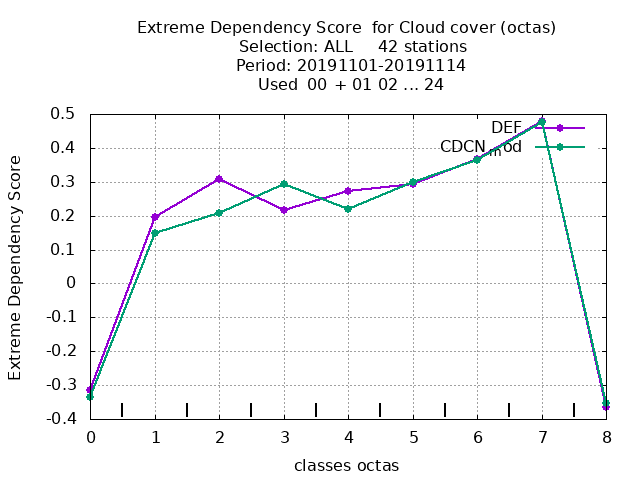 Extreme Dependency Score  for Cloud cover (octas)
Selection: ALL     42 stations
Period: 20191101-20191114
Used  00  + 01 02 ... 24
Extreme Dependency Score
0.5
0.4
0.3
0.2
0.1
0
-0.1
-0.2
-0.3
-0.4
DEF
CDCN_mod
0 1 2 3 4 5 6 7 8
classes octas